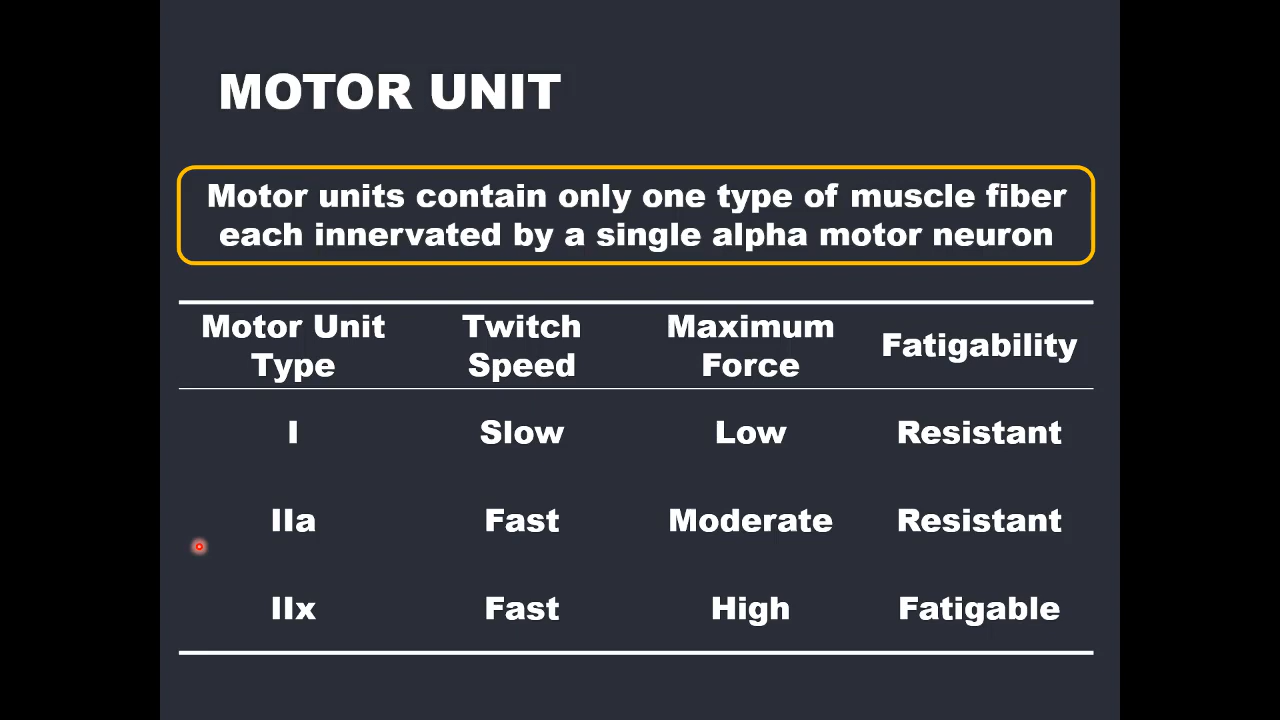 MOTOR UNIT
Motor units contain only one type of muscle fiber
each innervated by a single alpha motor neuron
Motor Unit Type Twitch Speed Maximum Force Fatigability
I Slow Low Resistant
IIa Fast Moderate Resistant
IIx Fast High Fatigable